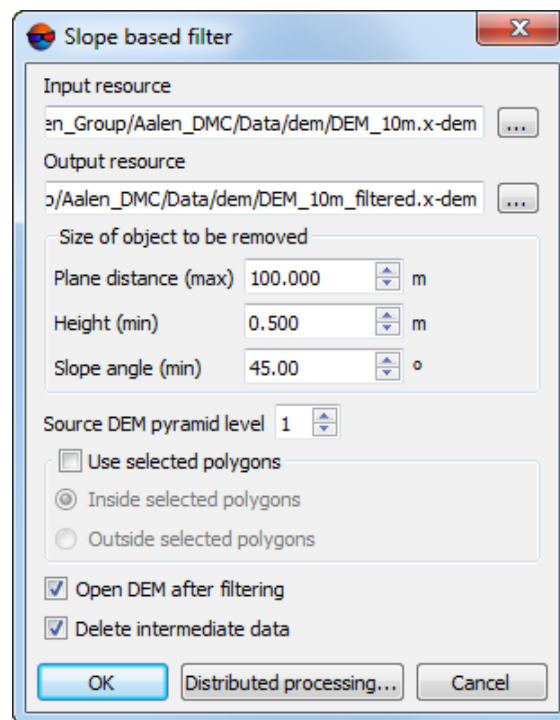 Slope based filter
Input resource
en_Group/Aalen_DMC/Data/dem/DEM_10m.x-dem ...
Output resource
o/Aalen_DMC/Data/dem/DEM_10m_filtered.x-dem ...
Size of object to be removed
Plane distance (max) 100.000 m
Height (min) 0.500 m
Slope angle (min) 45.00 º
Source DEM pyramid level 1
Use selected polygons
Inside selected polygons
Outside selected polygons
Open DEM after filtering
Delete intermediate data
OK Distributed processing... Cancel